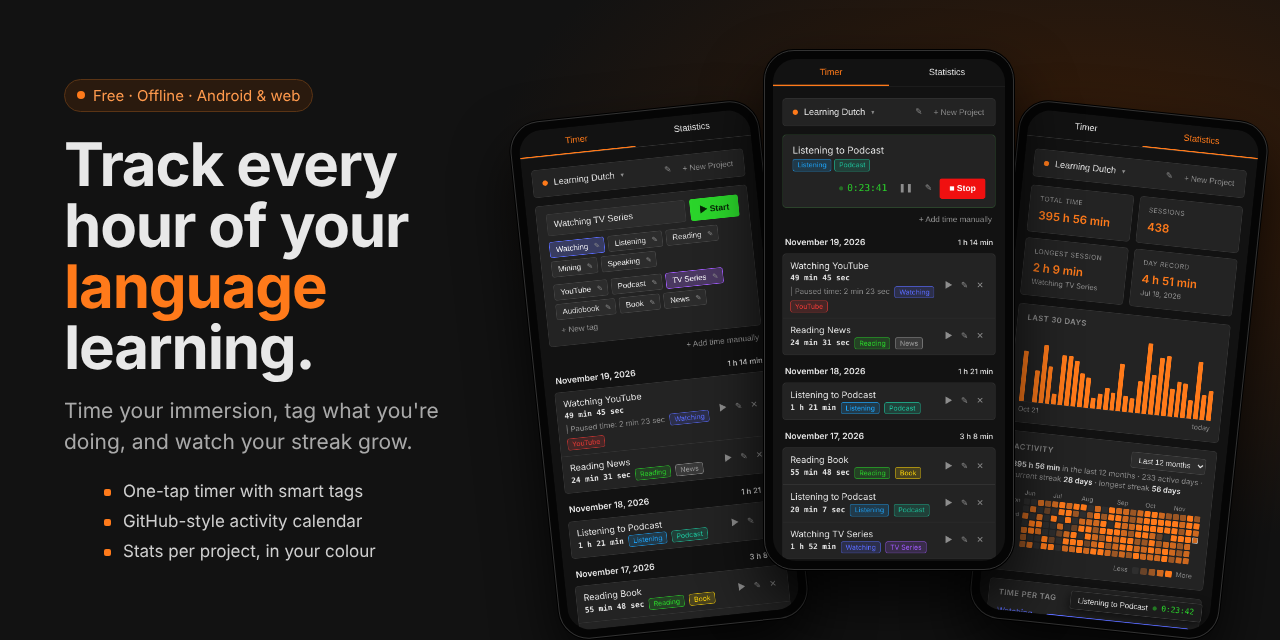 Free · Offline · Android & web
Track every
hour of your
language
learning.
Time your immersion, tag what you're
doing, and watch your streak grow.
One-tap timer with smart tags
GitHub-style activity calendar
Stats per project, in your colour
Timer Statistics
Learning Dutch + New Project
Watching TV Series Start
Watching Listening Reading
Mining Speaking
YouTube Podcast TV Series
Audiobook Book News
+ New tag
+ Add time manually
November 19, 2026 1 h 14 min
Watching YouTube
49 min 45 sec
Paused time: 2 min 23 sec Watching
YouTube
Reading News
24 min 31 sec Reading News
November 18, 2026 1 h 21
Listening to Podcast
1 h 21 min Listening Podcast
November 17, 2026 3 h 8
Reading Book
55 min 48 sec Reading Book
Timer Statistics
Learning Dutch + New Project
Listening to Podcast
Listening Podcast
0:23:41 Stop
+ Add time manually
November 19, 2026 1 h 14 min
Watching YouTube
49 min 45 sec
Paused time: 2 min 23 sec Watching
YouTube
Reading News
24 min 31 sec Reading News
November 18, 2026 1 h 21 min
Listening to Podcast
1 h 21 min Listening Podcast
November 17, 2026 3 h 8 min
Reading Book
55 min 48 sec Reading Book
Listening to Podcast
20 min 7 sec Listening Podcast
Watching TV Series
1 h 52 min Watching TV Series
Timer Statistics
Learning Dutch + New Project
TOTAL TIME SESSIONS
395 h 56 min 438
LONGEST SESSION DAY RECORD
2 h 9 min 4 h 51 min
Watching TV Series Jul 18, 2026
LAST 30 DAYS
Oct 21 today
ACTIVITY Last 12 months
395 h 56 min in the last 12 months · 233 active days ·
current streak 28 days · longest streak 56 days
Jun Jul Aug Sep Oct Nov
Less More
TIME PER TAG Listening to Podcast 0:23:42